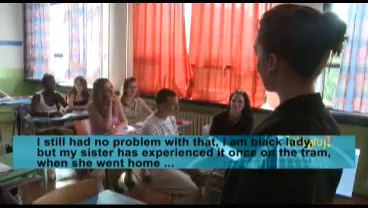 I still had no problem with that, I am black lady,
but my sister has experienced it once on the tram,
when she went home ...